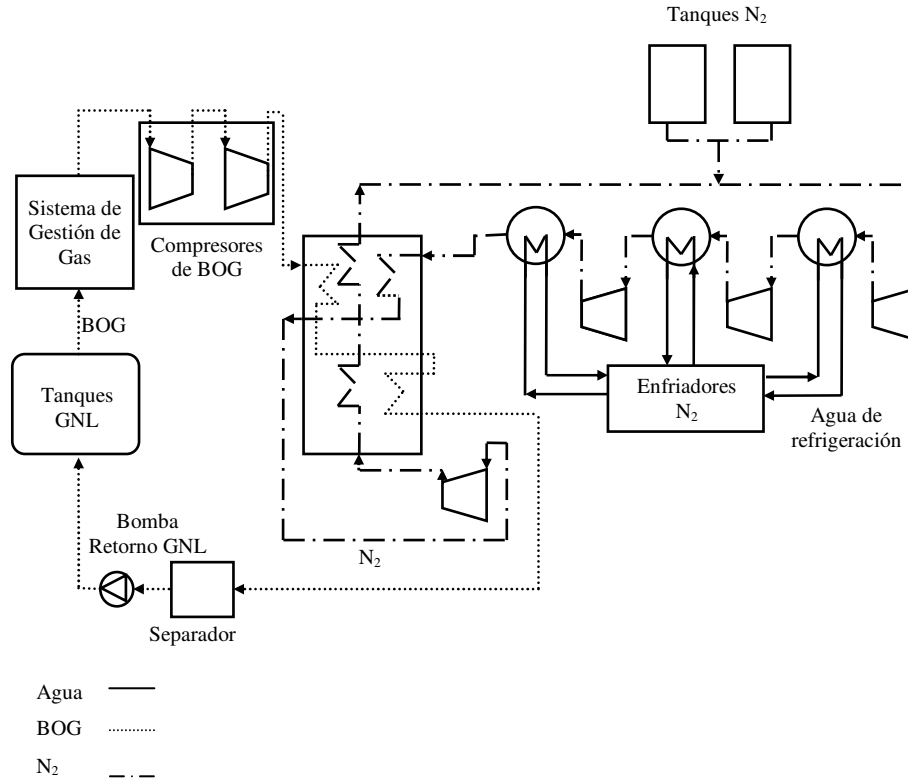 Tanques N2
Sistema de
Gestión de
Gas
Compresores
de BOG
BOG
Tanques
GNL
Enfriadores
N2
Agua de
refrigeración
Bomba
Retorno GNL
N2
Separador
Agua
BOG
N2